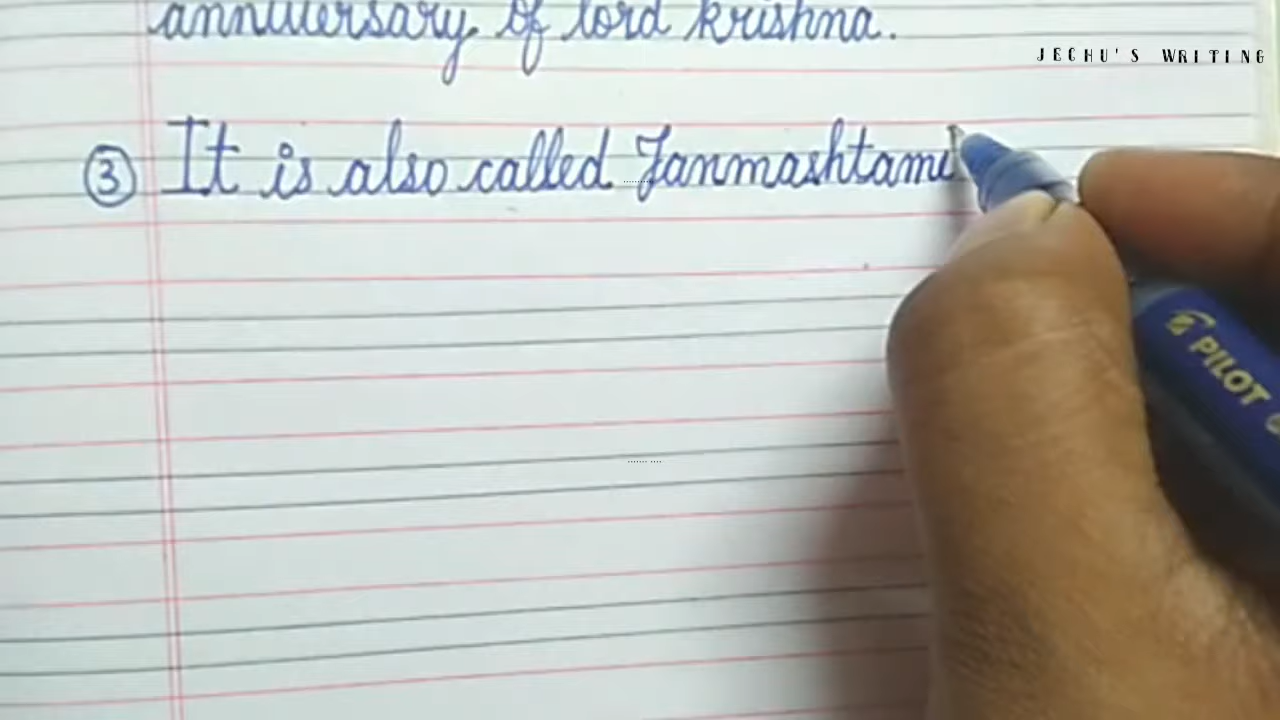 anniversary of lord krishna.
JECHU'S WRITING
③ It is also called Janmashtami
PILOT